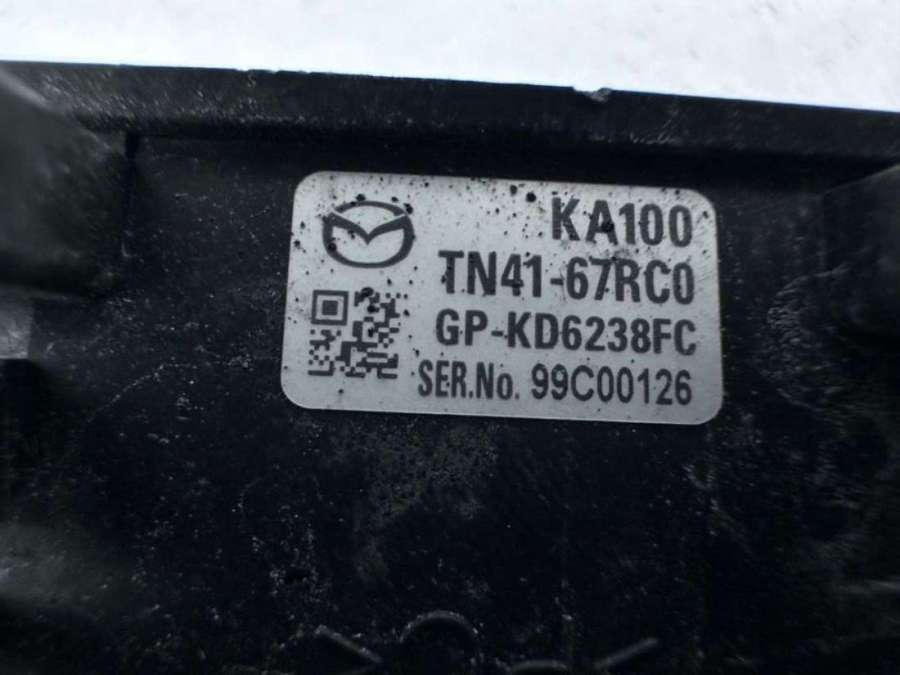 KA100
TN41-67RC0
GP-KD6238FC
SER.No. 99C00126